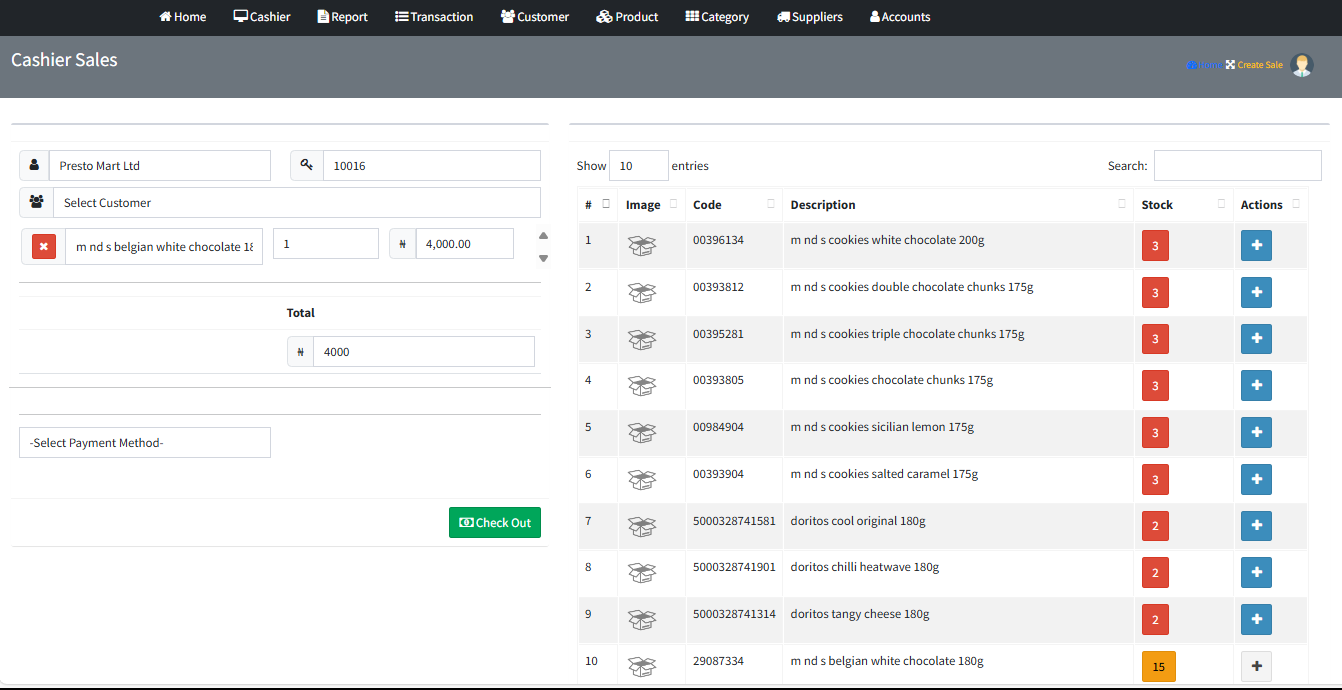 Home Cashier Report Transaction Customer Product Category Suppliers Accounts
Cashier Sales
Home Create Sale
Presto Mart Ltd
10016
Select Customer
m nd s belgian white chocolate 18
1
₦ 4,000.00
Total
₦ 4000
-Select Payment Method-
Check Out
Show 10 entries
Search:
# Image Code Description Stock Actions
1 00396134 m nd s cookies white chocolate 200g 3
2 00393812 m nd s cookies double chocolate chunks 175g 3
3 00395281 m nd s cookies triple chocolate chunks 175g 3
4 00393805 m nd s cookies chocolate chunks 175g 3
5 00984904 m nd s cookies sicilian lemon 175g 3
6 00393904 m nd s cookies salted caramel 175g 3
7 5000328741581 doritos cool original 180g 2
8 5000328741901 doritos chilli heatwave 180g 2
9 5000328741314 doritos tangy cheese 180g 2
10 29087334 m nd s belgian white chocolate 180g 15